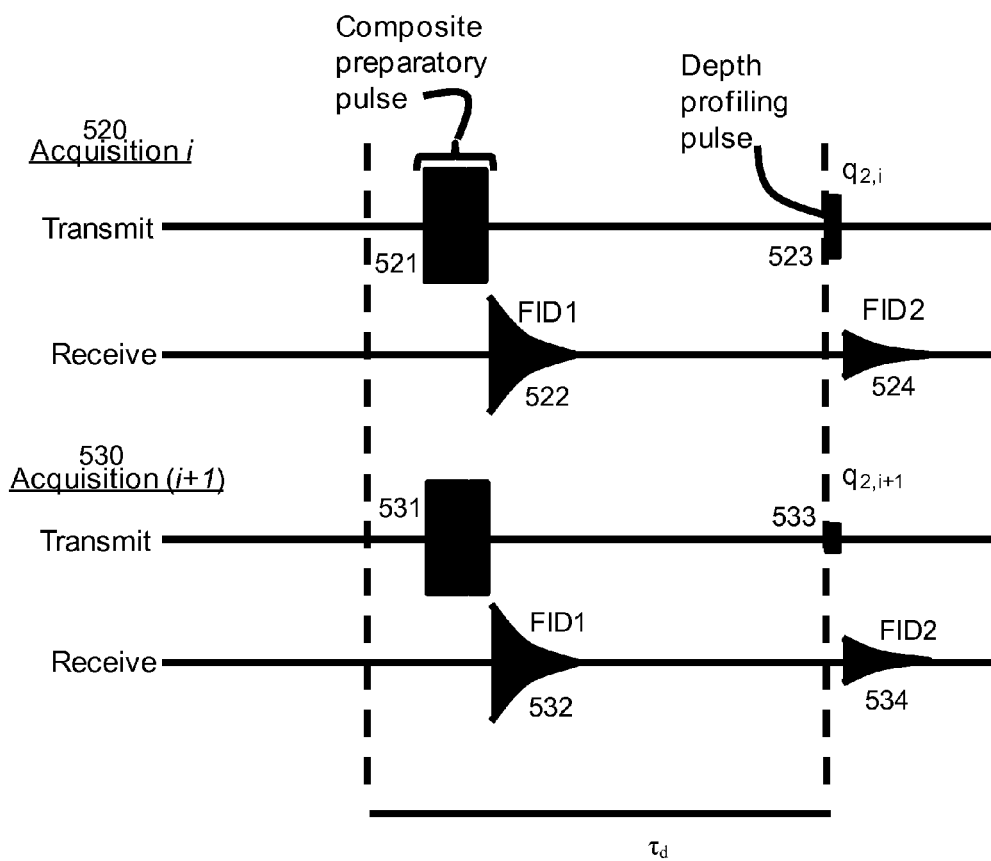 Composite
preparatory
pulse
Depth
profiling
pulse
520
Acquisition i
q2,i
Transmit
521
523
FID1
FID2
Receive
522
524
530
Acquisition (i+1)
q2,i+1
531
533
Transmit
FID1
FID2
Receive
532
534
τd